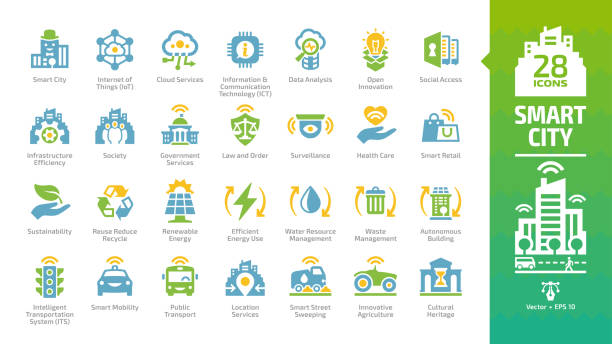 Smart City
Internet of
Things (IoT)
Cloud Services
Information &
Communication
Technology (ICT)
Data Analysis
Open
Innovation
Social Access
Infrastructure
Efficiency
Society
Government
Services
Law and Order
Surveillance
Health Care
Smart Retail
Sustainability
Reuse Reduce
Recycle
Renewable
Energy
Efficient
Energy Use
Water Resource
Management
Waste
Management
Autonomous
Building
Intelligent
Transportation
System (ITS)
Smart Mobility
Public
Transport
Location
Services
Smart Street
Sweeping
Innovative
Agriculture
Cultural
Heritage
28
ICONS
SMART
CITY
Vector • EPS 10